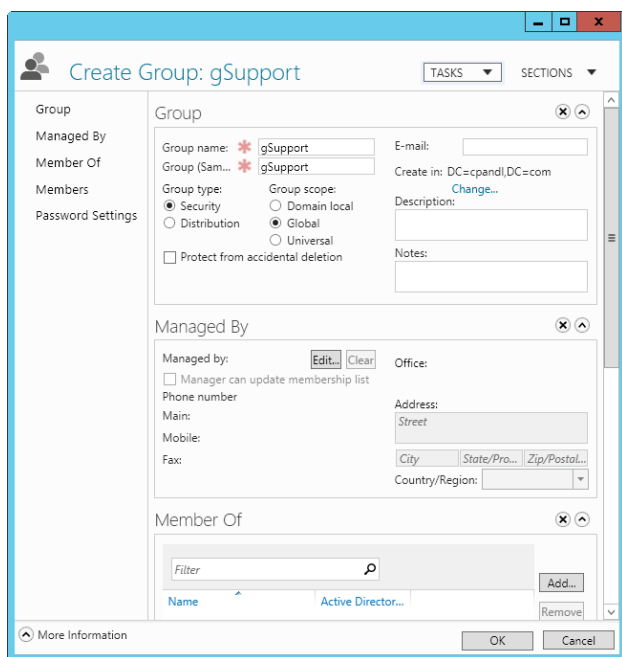 Create Group: gSupport
TASKS
SECTIONS
Group
Managed By
Member Of
Members
Password Settings
Group
Group name: ✱ gSupport
Group (Sam... ✱ gSupport
Group type:
Security
Distribution
Group scope:
Domain local
Global
Universal
Protect from accidental deletion
E-mail:
Create in: DC=cpandl,DC=com
Change...
Description:
Notes:
Managed By
Managed by: Edit... Clear
Manager can update membership list
Phone number
Main:
Mobile:
Fax:
Office:
Address:
Street
City State/Pro... Zip/Postal...
Country/Region:
Member Of
Filter
Name Active Director...
Add...
Remove
More Information
OK Cancel